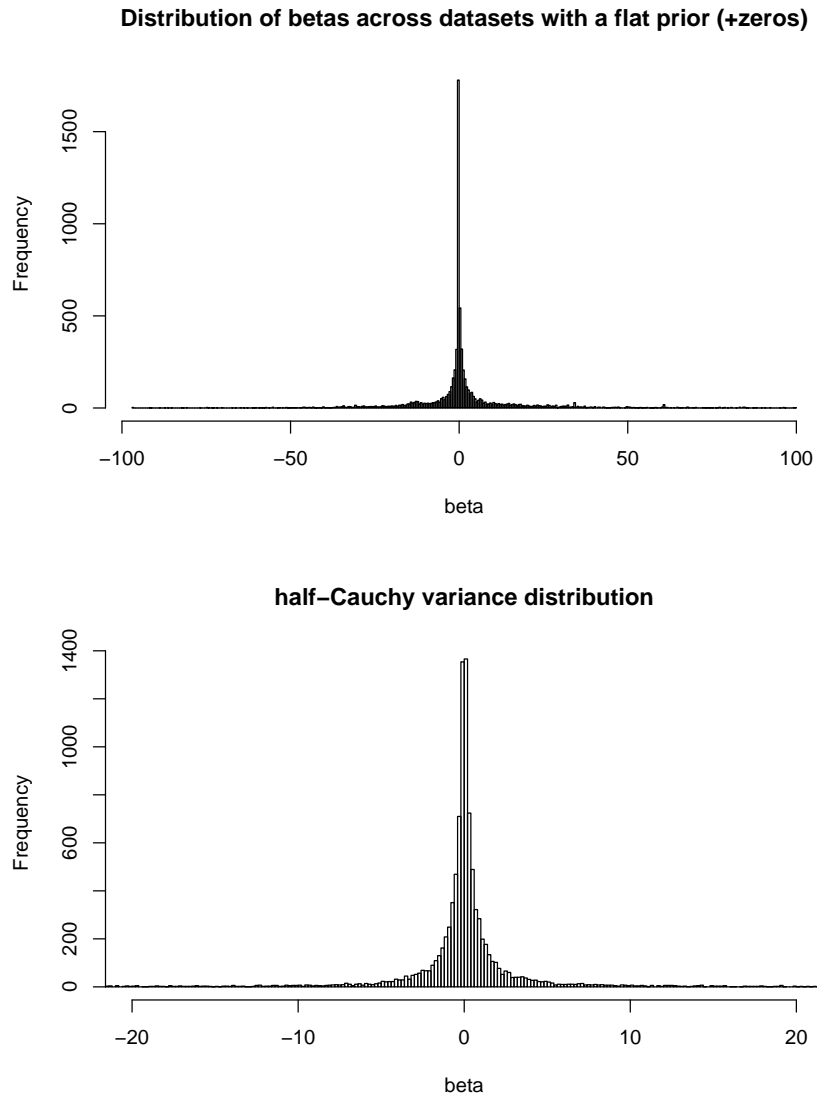 Distribution of betas across datasets with a flat prior (+zeros)
Frequency
1500
1000
500
0
−100 −50 0 50 100
beta
half−Cauchy variance distribution
Frequency
1400
1000
600
200
0
−20 −10 0 10 20
beta